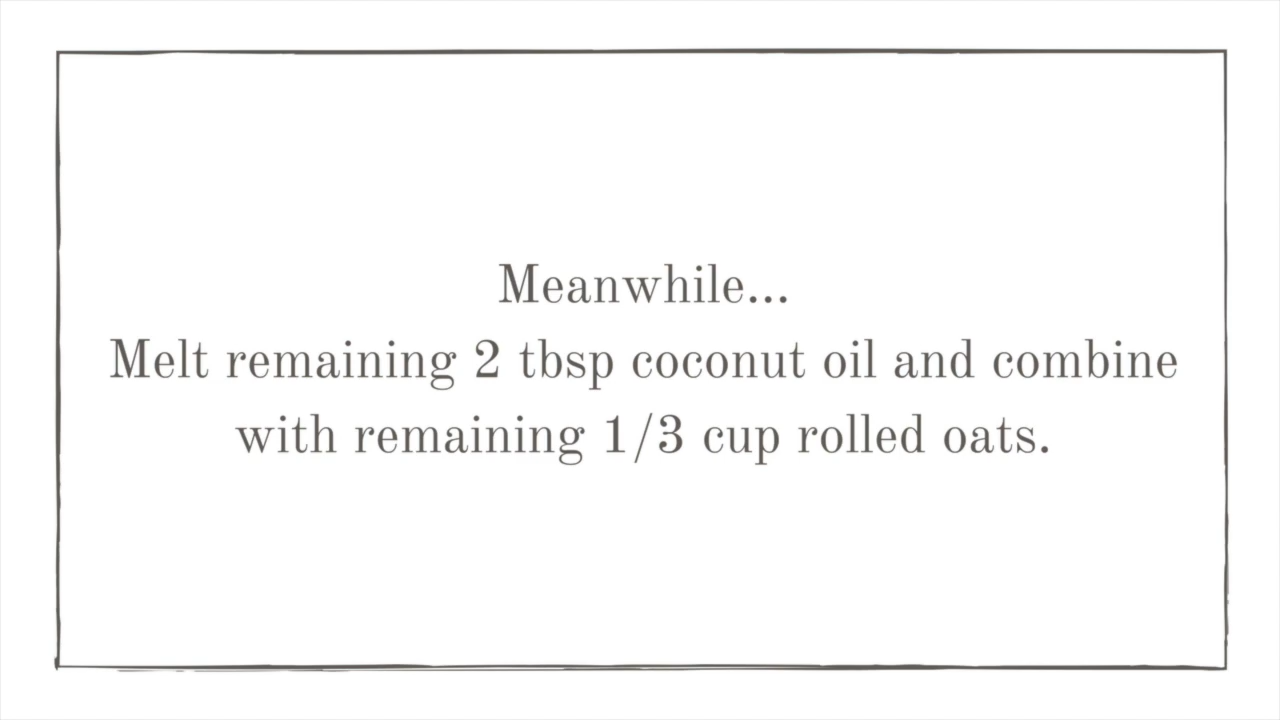 Meanwhile...
Melt remaining 2 tbsp coconut oil and combine
with remaining 1/3 cup rolled oats.